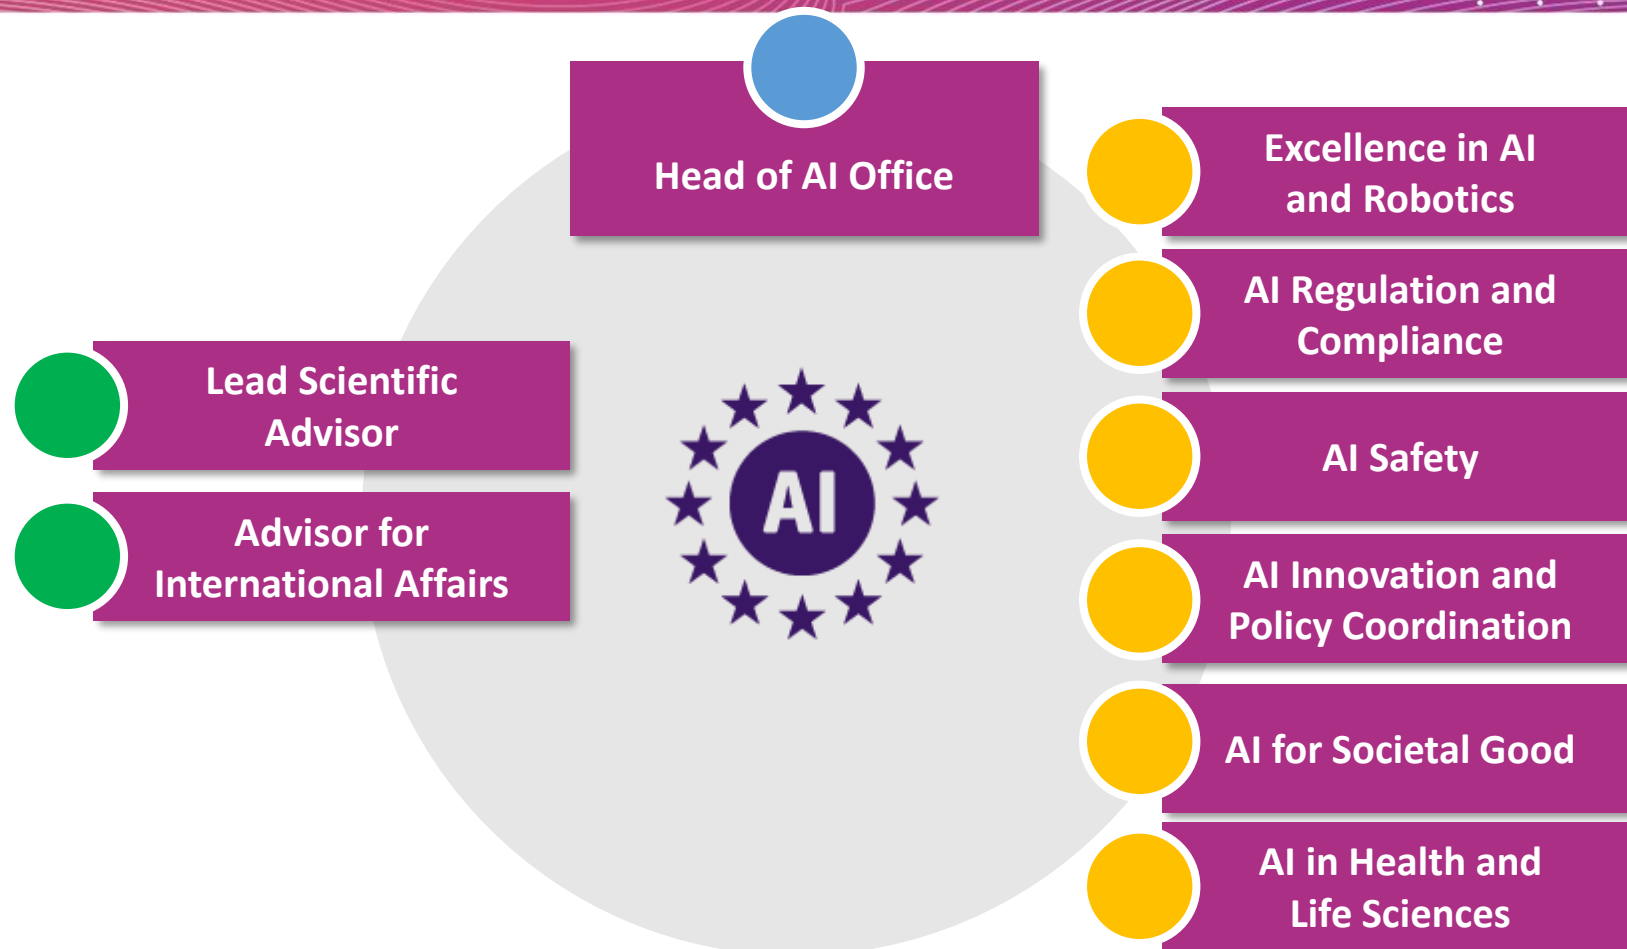 Head of AI Office
Lead Scientific
Advisor
Advisor for
International Affairs
AI
Excellence in AI
and Robotics
AI Regulation and
Compliance
AI Safety
AI Innovation and
Policy Coordination
AI for Societal Good
AI in Health and
Life Sciences